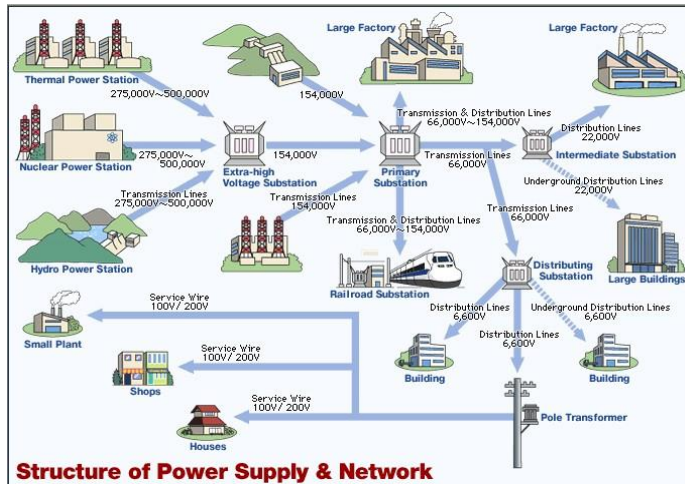 Large Factory
Large Factory
Thermal Power Station
275,000V～500,000V
154,000V
Transmission & Distribution Lines
66,000V～154,000V
Distribution Lines
22,000V
275,000V～
500,000V
Nuclear Power Station
154,000V
Extra-high
Voltage Substation
Primary
Substation
Transmission Lines
66,000V
Intermediate Substation
Transmission Lines
275,000V～500,000V
Transmission Lines
154,000V
Underground Distribution Lines
22,000V
Transmission Lines
66,000V
Transmission & Distribution Lines
66,000V～154,000V
Hydro Power Station
Railroad Substation
Distributing
Substation
Large Buildings
Service Wire
100V/ 200V
Small Plant
Distribution Lines
6,600V
Underground Distribution Lines
6,600V
Distribution Lines
6,600V
Service Wire
100V/ 200V
Shops
Building
Building
Service Wire
100V/ 200V
Houses
Pole Transformer
Structure of Power Supply & Network